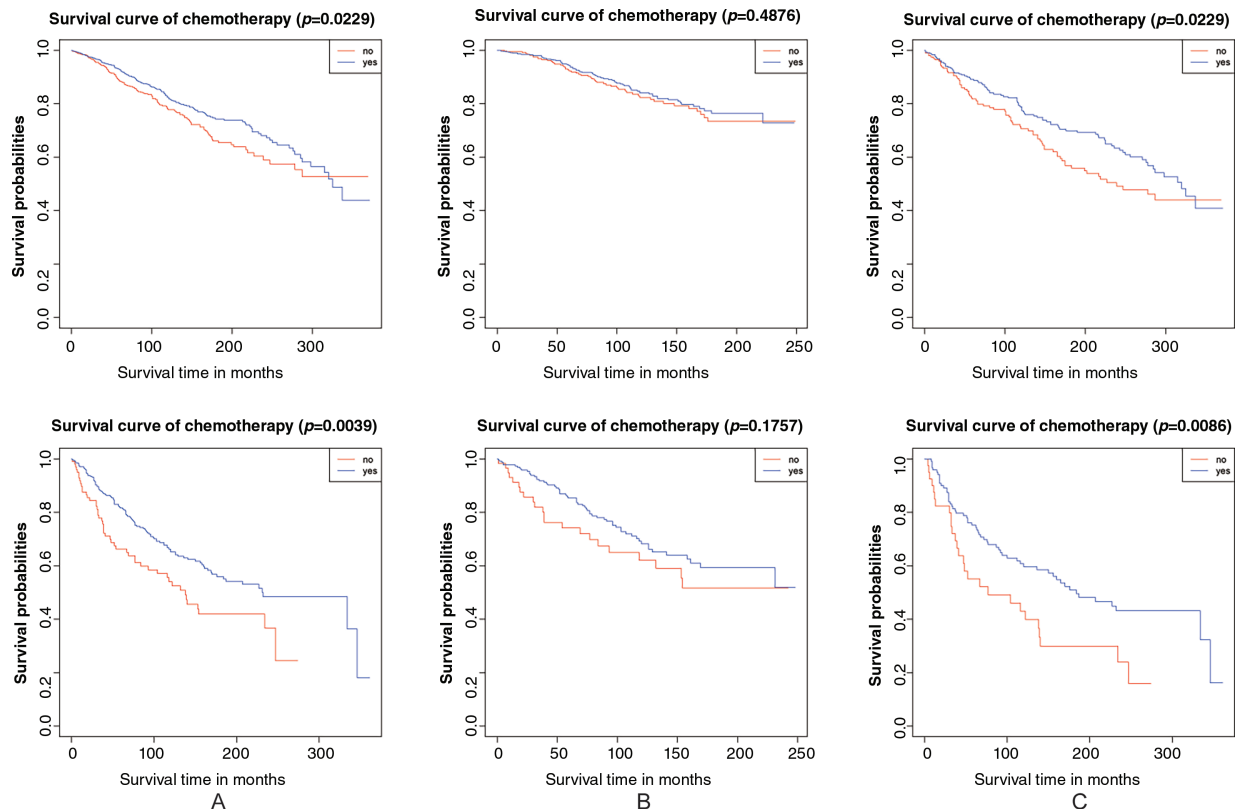 Survival curve of chemotherapy (p=0.0229)
no
yes
1.0
0.8
0.6
0.4
0.2
0.0
Survival probabilities
0 100 200 300
Survival time in months
Survival curve of chemotherapy (p=0.4876)
no
yes
1.0
0.8
0.6
0.4
0.2
0.0
Survival probabilities
0 50 100 150 200 250
Survival time in months
Survival curve of chemotherapy (p=0.0229)
no
yes
1.0
0.8
0.6
0.4
0.2
0.0
Survival probabilities
0 100 200 300
Survival time in months
Survival curve of chemotherapy (p=0.0039)
no
yes
1.0
0.8
0.6
0.4
0.2
0.0
Survival probabilities
0 100 200 300
Survival time in months
A
Survival curve of chemotherapy (p=0.1757)
no
yes
1.0
0.8
0.6
0.4
0.2
0.0
Survival probabilities
0 50 100 150 200 250
Survival time in months
B
Survival curve of chemotherapy (p=0.0086)
no
yes
1.0
0.8
0.6
0.4
0.2
0.0
Survival probabilities
0 100 200 300
Survival time in months
C